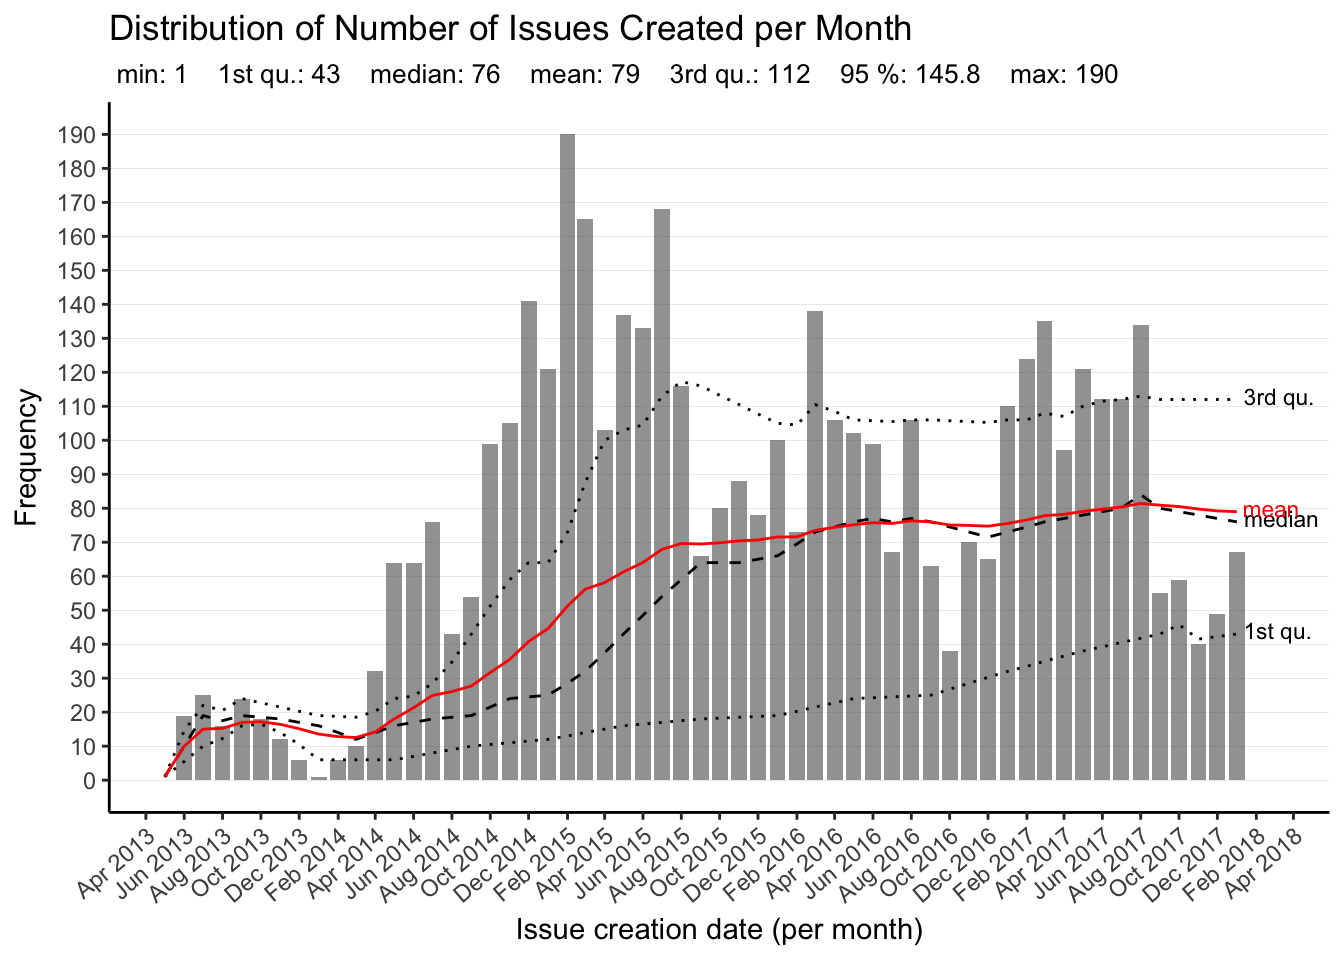 Distribution of Number of Issues Created per Month
min: 1 1st qu.: 43 median: 76 mean: 79 3rd qu.: 112 95 %: 145.8 max: 190
Frequency
190
180
170
160
150
140
130
120
110
100
90
80
70
60
50
40
30
20
10
0
3rd qu.
mean
median
1st qu.
Apr 2013
Jun 2013
Aug 2013
Oct 2013
Dec 2013
Feb 2014
Apr 2014
Jun 2014
Aug 2014
Oct 2014
Dec 2014
Feb 2015
Apr 2015
Jun 2015
Aug 2015
Oct 2015
Dec 2015
Feb 2016
Apr 2016
Jun 2016
Aug 2016
Oct 2016
Dec 2016
Feb 2017
Apr 2017
Jun 2017
Aug 2017
Oct 2017
Dec 2017
Feb 2018
Apr 2018
Issue creation date (per month)